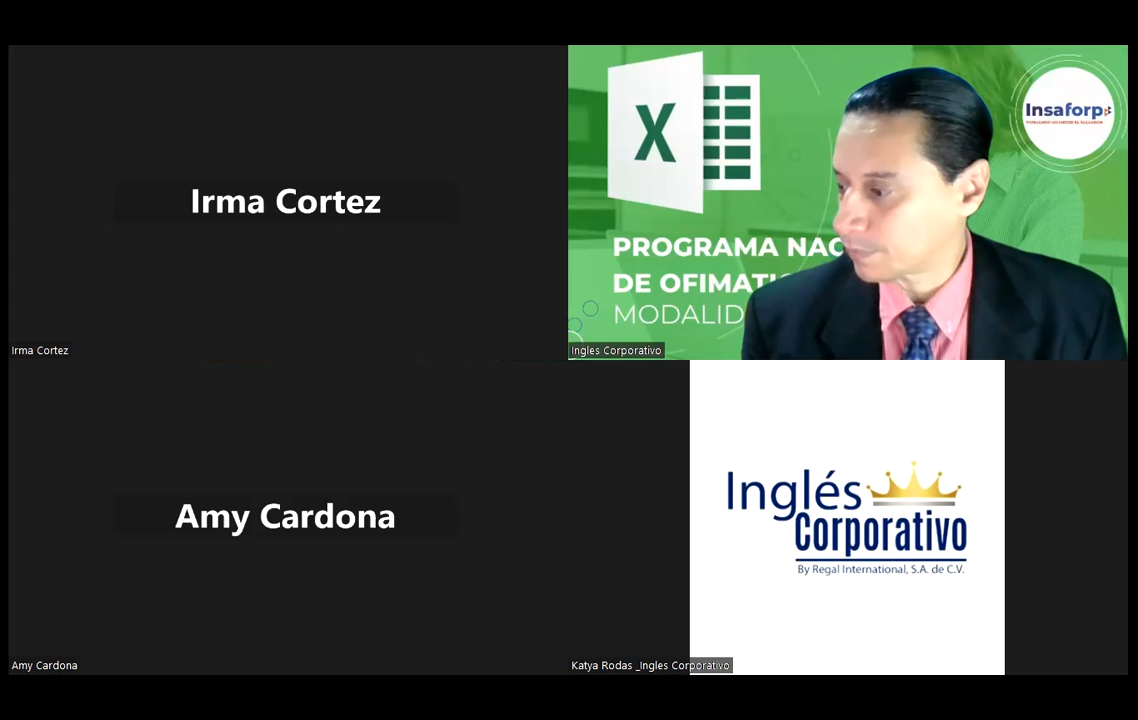 Irma Cortez
Irma Cortez
X
Insaforp
PROGRAMA NAC
DE OFIMATI
MODALID
Ingles Corporativo
Amy Cardona
Amy Cardona
Inglés
Corporativo
By Regal International, S.A. de C.V.
Katya Rodas _Ingles Corporativo